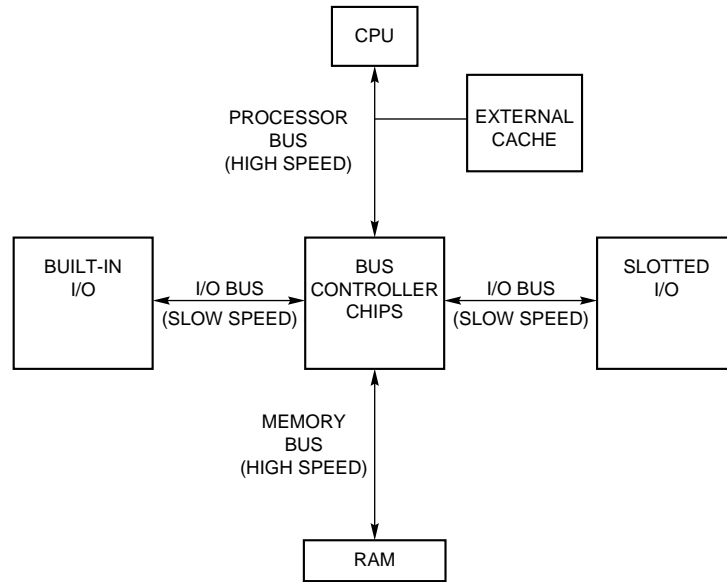 CPU
PROCESSOR
BUS
(HIGH SPEED)
EXTERNAL
CACHE
BUILT-IN
I/O
I/O BUS
(SLOW SPEED)
BUS
CONTROLLER
CHIPS
I/O BUS
(SLOW SPEED)
SLOTTED
I/O
MEMORY
BUS
(HIGH SPEED)
RAM